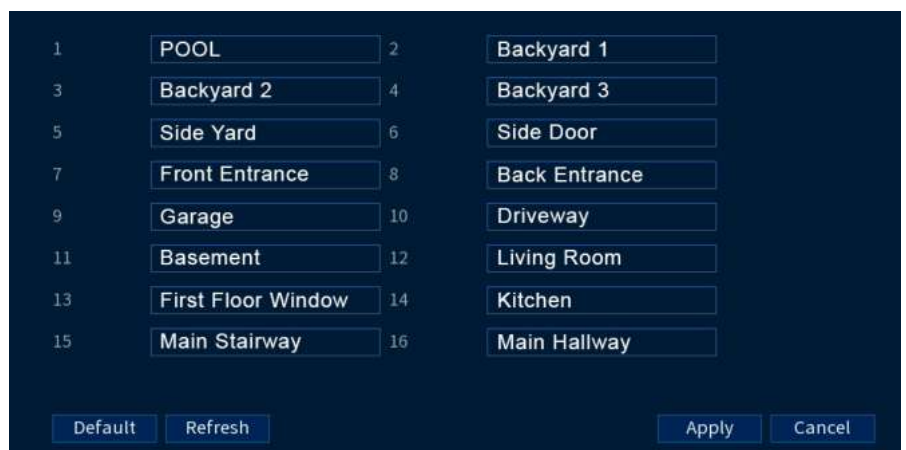 1 POOL 2 Backyard 1
3 Backyard 2 4 Backyard 3
5 Side Yard 6 Side Door
7 Front Entrance 8 Back Entrance
9 Garage 10 Driveway
11 Basement 12 Living Room
13 First Floor Window 14 Kitchen
15 Main Stairway 16 Main Hallway
Default Refresh Apply Cancel